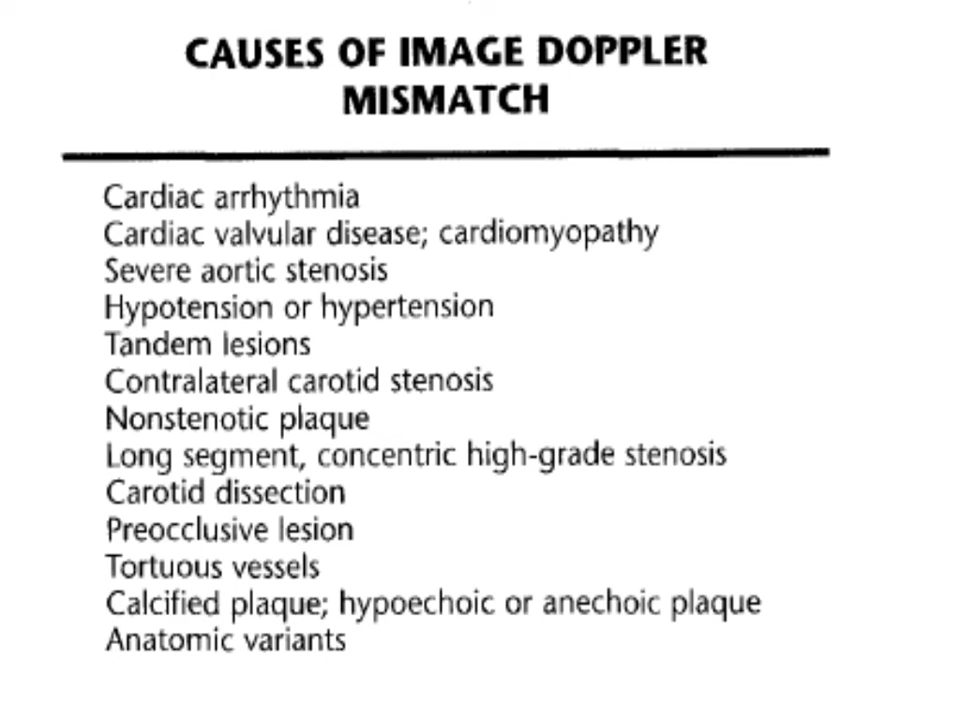 CAUSES OF IMAGE DOPPLER
MISMATCH
Cardiac arrhythmia
Cardiac valvular disease; cardiomyopathy
Severe aortic stenosis
Hypotension or hypertension
Tandem lesions
Contralateral carotid stenosis
Nonstenotic plaque
Long segment, concentric high-grade stenosis
Carotid dissection
Preocclusive lesion
Tortuous vessels
Calcified plaque; hypoechoic or anechoic plaque
Anatomic variants